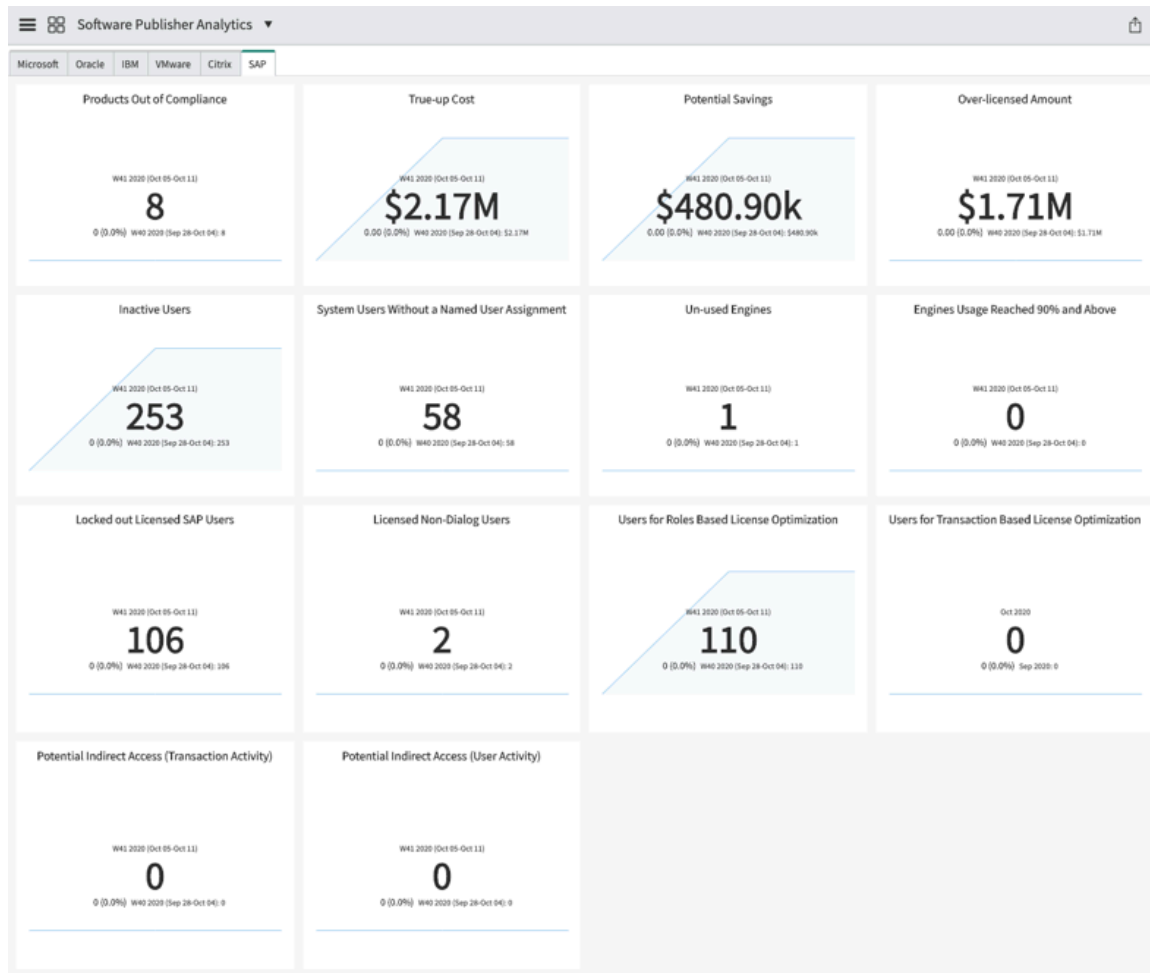 Software Publisher Analytics ▼
Microsoft Oracle IBM VMware Citrix SAP
Products Out of Compliance
W41 2020 (Oct 05-Oct 11)
8
0 (0.0%) W40 2020 (Sep 28-Oct 04): 8
True-up Cost
W41 2020 (Oct 05-Oct 11)
$2.17M
0.00 (0.0%) W40 2020 (Sep 28-Oct 04): $2.17M
Potential Savings
W41 2020 (Oct 05-Oct 11)
$480.90k
0.00 (0.0%) W40 2020 (Sep 28-Oct 04): $480.90k
Over-licensed Amount
W41 2020 (Oct 05-Oct 11)
$1.71M
0.00 (0.0%) W40 2020 (Sep 28-Oct 04): $1.71M
Inactive Users
W41 2020 (Oct 05-Oct 11)
253
0 (0.0%) W40 2020 (Sep 28-Oct 04): 253
System Users Without a Named User Assignment
W41 2020 (Oct 05-Oct 11)
58
0 (0.0%) W40 2020 (Sep 28-Oct 04): 58
Un-used Engines
W41 2020 (Oct 05-Oct 11)
1
0 (0.0%) W40 2020 (Sep 28-Oct 04): 1
Engines Usage Reached 90% and Above
W41 2020 (Oct 05-Oct 11)
0
0 (0.0%) W40 2020 (Sep 28-Oct 04): 0
Locked out Licensed SAP Users
W41 2020 (Oct 05-Oct 11)
106
0 (0.0%) W40 2020 (Sep 28-Oct 04): 106
Licensed Non-Dialog Users
W41 2020 (Oct 05-Oct 11)
2
0 (0.0%) W40 2020 (Sep 28-Oct 04): 2
Users for Roles Based License Optimization
W41 2020 (Oct 05-Oct 11)
110
0 (0.0%) W40 2020 (Sep 28-Oct 04): 110
Users for Transaction Based License Optimization
Oct 2020
0
0 (0.0%) Sep 2020: 0
Potential Indirect Access (Transaction Activity)
W41 2020 (Oct 05-Oct 11)
0
0 (0.0%) W40 2020 (Sep 28-Oct 04): 0
Potential Indirect Access (User Activity)
W41 2020 (Oct 05-Oct 11)
0
0 (0.0%) W40 2020 (Sep 28-Oct 04): 0